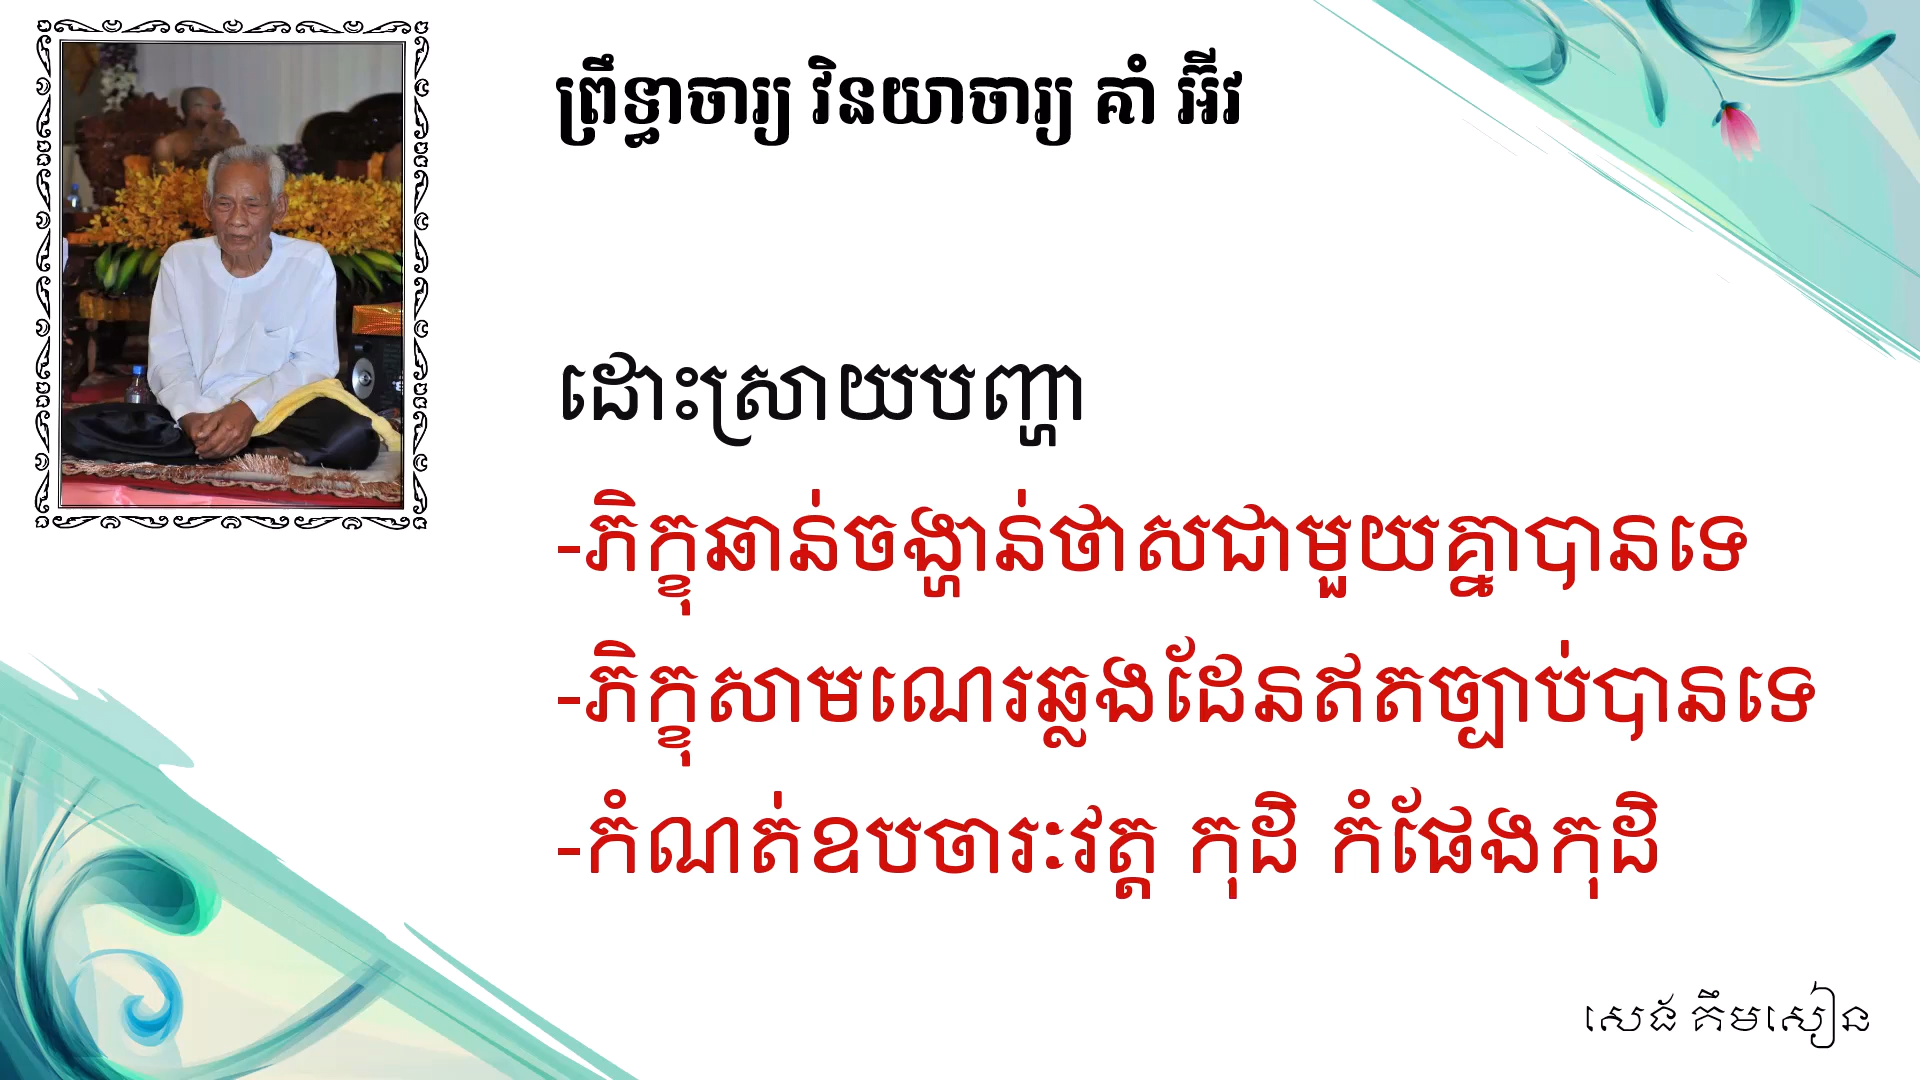 ព្រឹទ្ធាចារ្យ វិនយាចារ្យ គាំ អ៊ីវ
ដោះស្រាយបញ្ហា
-ភិក្ខុឆាន់ចង្ហាន់ថាសជាមួយគ្នាបានទេ
-ភិក្ខុសាមណេរឆ្លងដែនឥតច្បាប់បានទេ
-កំណត់ឧបចារៈវត្ត កុដិ កំផែងកុដិ
សេង គឹមសៀន